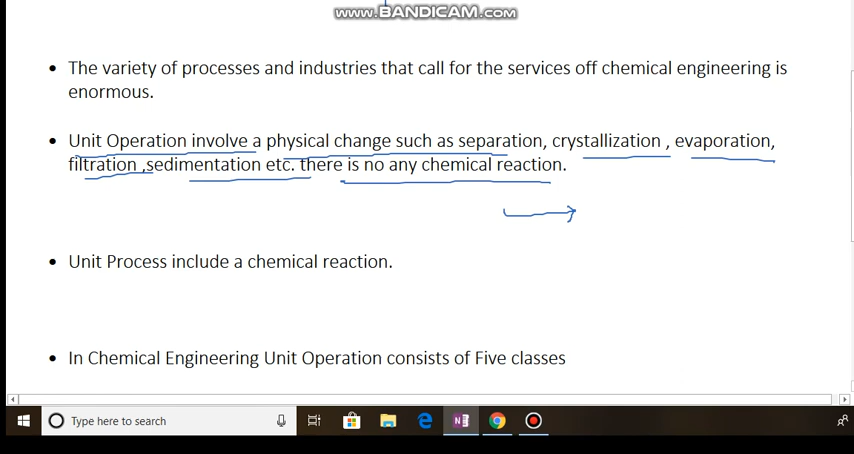 www.BANDICAM.com
• The variety of processes and industries that call for the services off chemical engineering is
enormous.
• Unit Operation involve a physical change such as separation, crystallization , evaporation,
filtration ,sedimentation etc. there is no any chemical reaction.
• Unit Process include a chemical reaction.
• In Chemical Engineering Unit Operation consists of Five classes
Type here to search